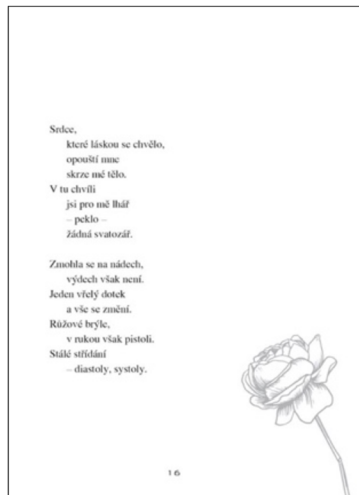 Srdce,
které láskou se chvělo,
opouští mne
skrze mé tělo.
V tu chvíli
jsi pro mě lhář
– peklo –
žádná svatozář.
Zmohla se na nádech,
výdech však není.
Jeden vřelý dotek
a vše se změní.
Růžové brýle,
v rukou však pistoli.
Stálé střídání
– diastoly, systoly.
16